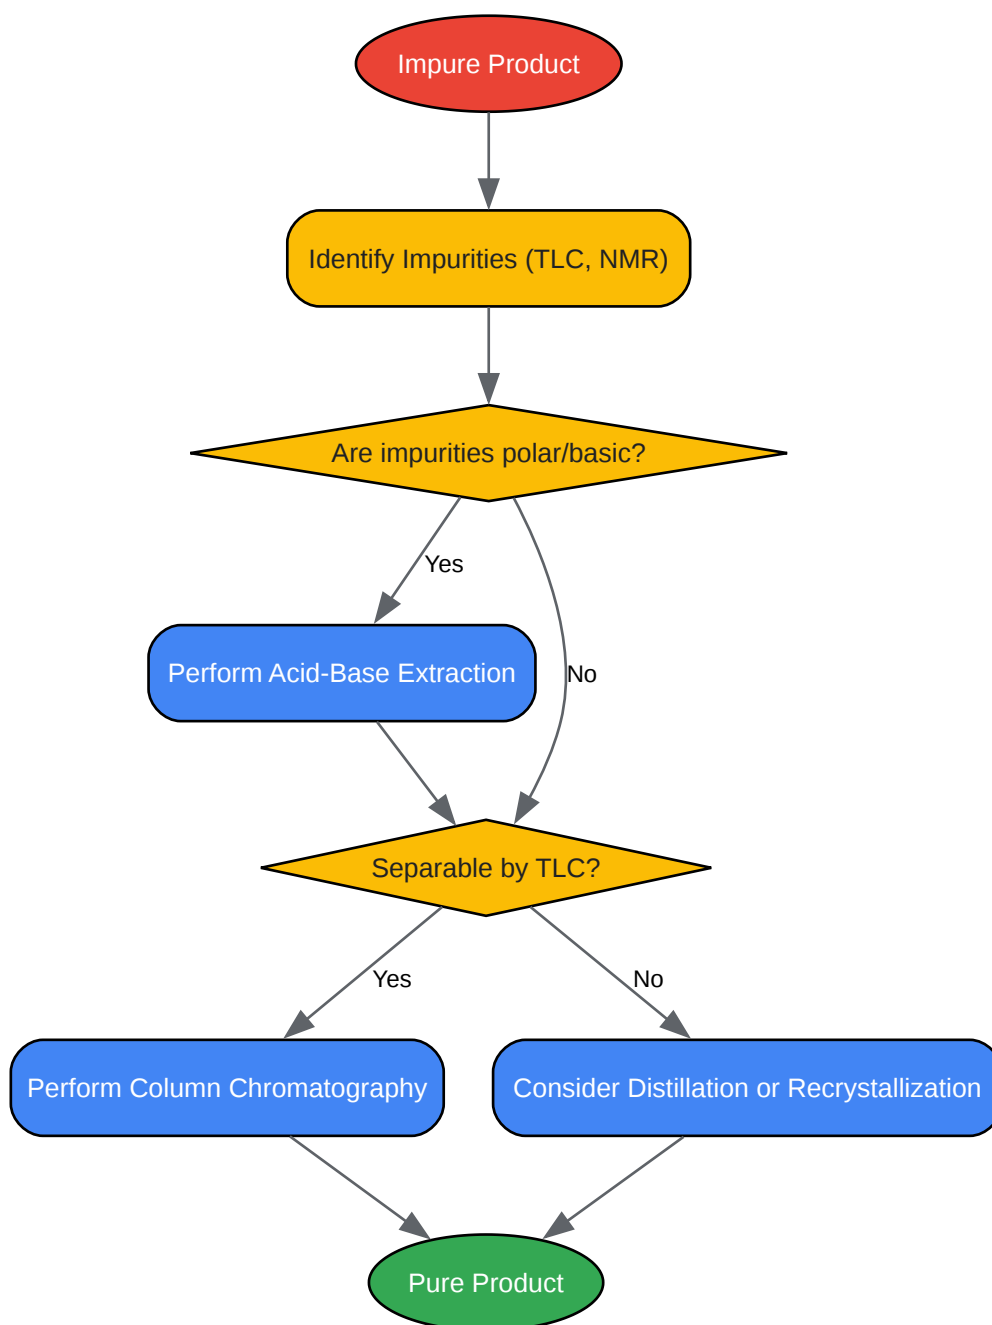 Impure Product
Identify Impurities (TLC, NMR)
Are impurities polar/basic?
Yes
Perform Acid-Base Extraction
No
Separable by TLC?
Yes
No
Perform Column Chromatography
Consider Distillation or Recrystallization
Pure Product